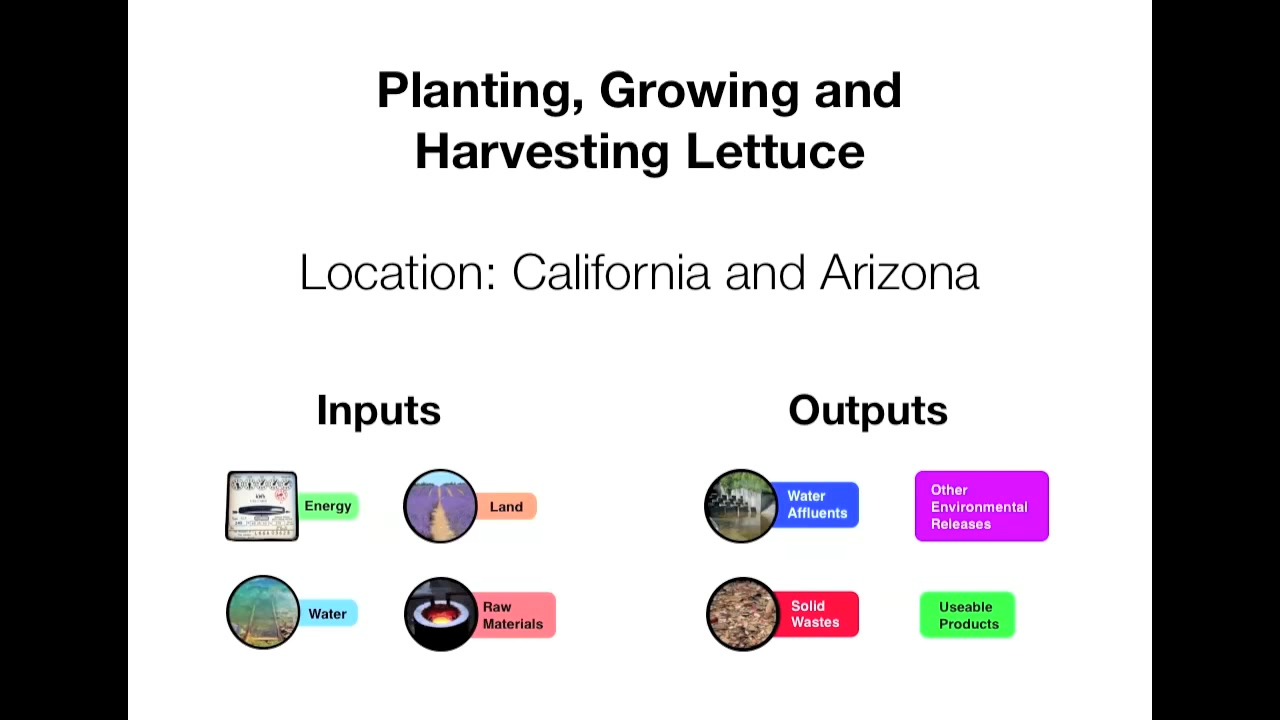 Planting, Growing and
Harvesting Lettuce
Location: California and Arizona
Inputs
Outputs
Energy
Land
Water
Raw
Materials
Water
Affluents
Other
Environmental
Releases
Solid
Wastes
Useable
Products